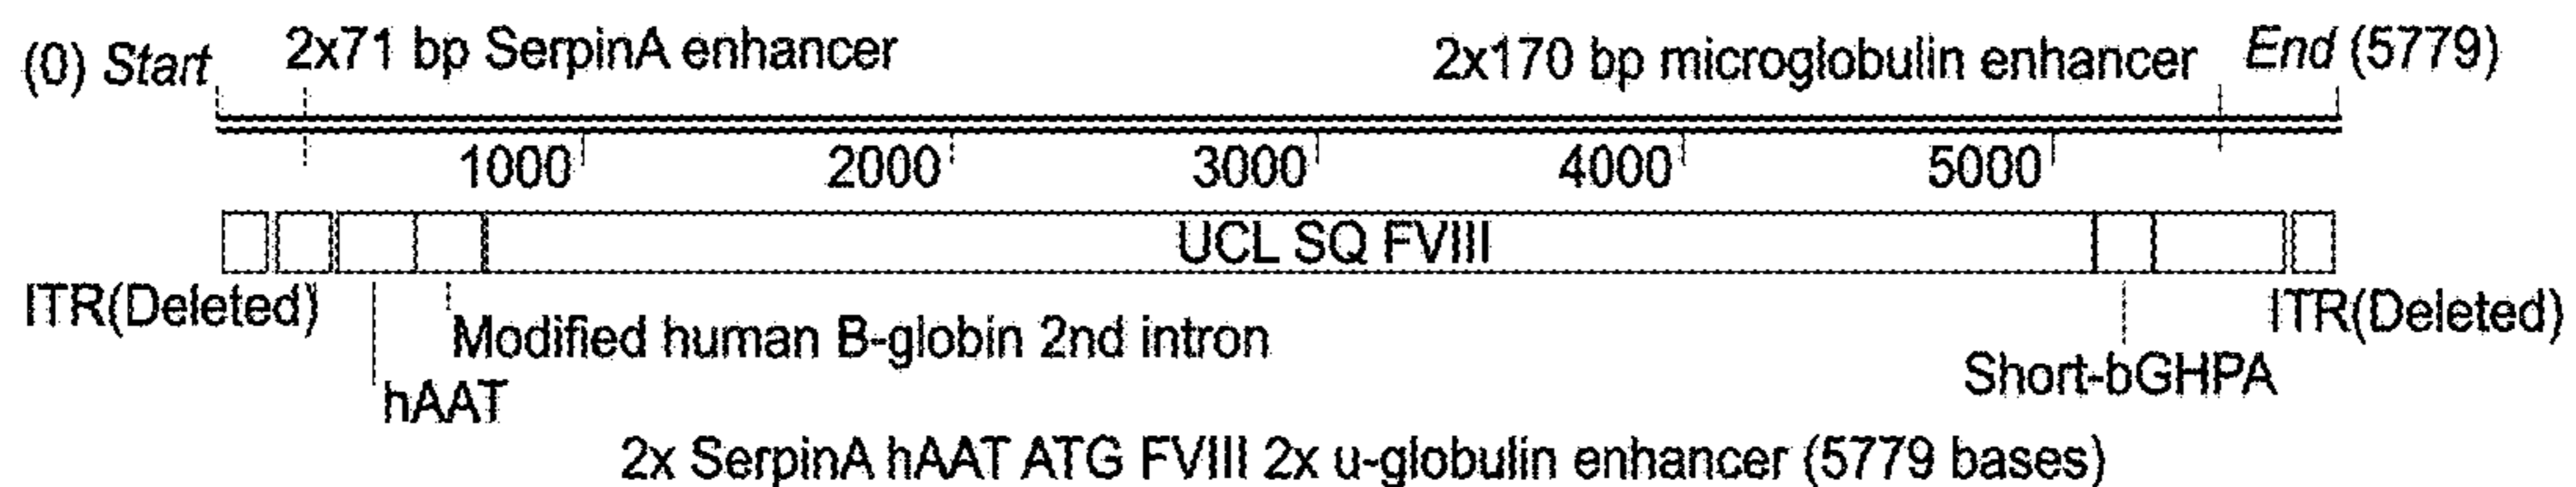 (0) Start 2x71 bp SerpinA enhancer 2x170 bp microglobulin enhancer End (5779)
1000 2000 3000 4000 5000
UCL SQ FVIII
ITR(Deleted) ITR(Deleted)
Modified human B-globin 2nd intron
Short-bGHPA
hAAT
2x SerpinA hAAT ATG FVIII 2x u-globulin enhancer (5779 bases)